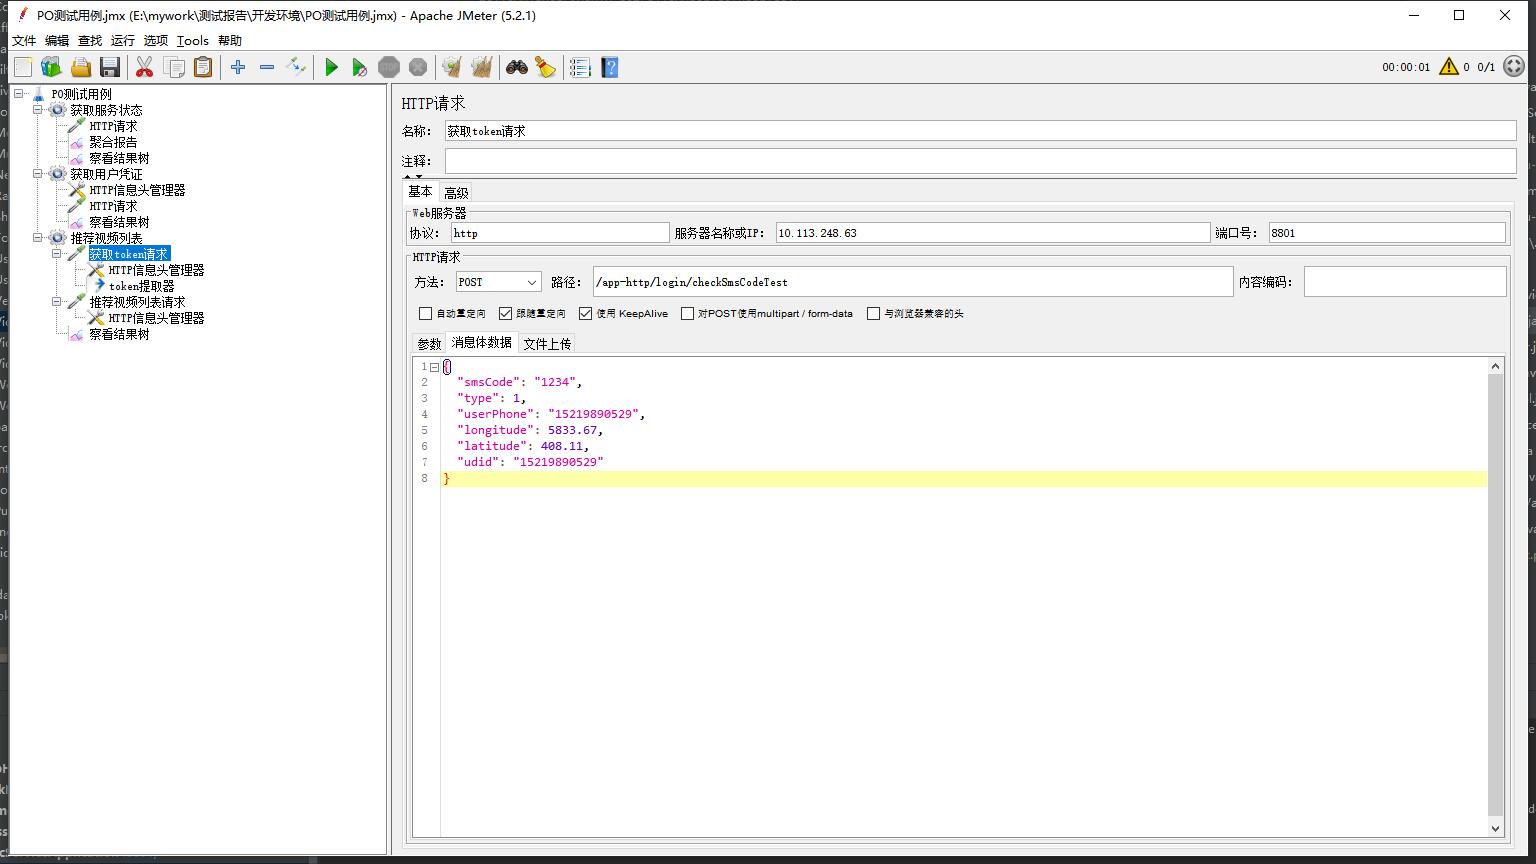 PO测试用例.jmx (E:\mywork\测试报告\开发环境\PO测试用例.jmx) - Apache JMeter (5.2.1)
文件 编辑 查找 运行 选项 Tools 帮助
00:00:01 0 0/1
PO测试用例
获取服务状态
HTTP请求
聚合报告
察看结果树
获取用户凭证
HTTP信息头管理器
HTTP请求
察看结果树
推荐视频列表
获取token请求
HTTP信息头管理器
token提取器
推荐视频列表请求
HTTP信息头管理器
察看结果树
HTTP请求
名称： 获取token请求
注释：
基本 高级
Web服务器
协议： http 服务器名称或IP： 10.113.248.63 端口号： 8801
HTTP请求
方法： POST 路径： /app-http/login/checkSmsCodeTest 内容编码：
自动重定向 跟随重定向 使用 KeepAlive 对POST使用multipart / form-data 与浏览器兼容的头
参数 消息体数据 文件上传
1 {
2 "smsCode": "1234",
3 "type": 1,
4 "userPhone": "15219890529",
5 "longitude": 5833.67,
6 "latitude": 408.11,
7 "udid": "15219890529"
8 }